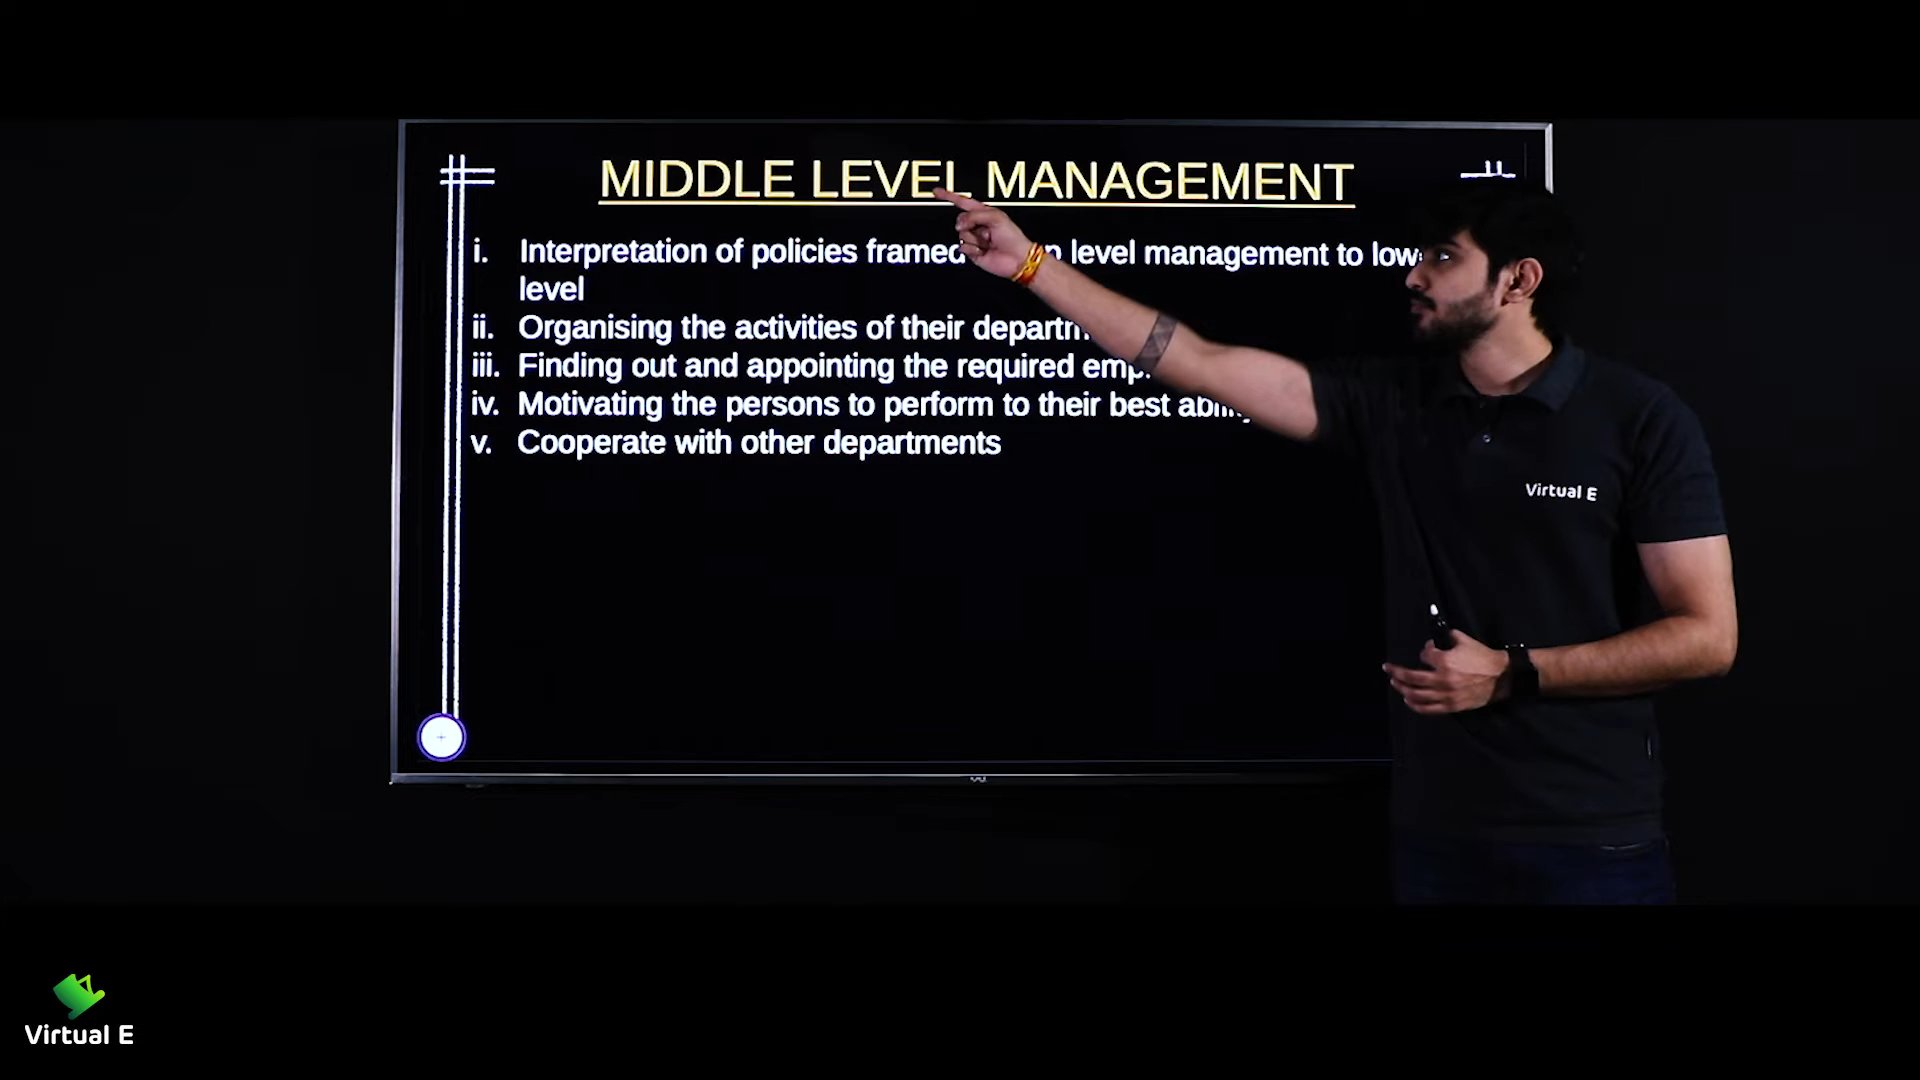 MIDDLE LEVEL MANAGEMENT
i. Interpretation of policies framed level management to
level
ii. Organising the activities of their
iii. Finding out and appointing the required
iv. Motivating the persons to perform to their best
v. Cooperate with other departments
Virtual E
Virtual E